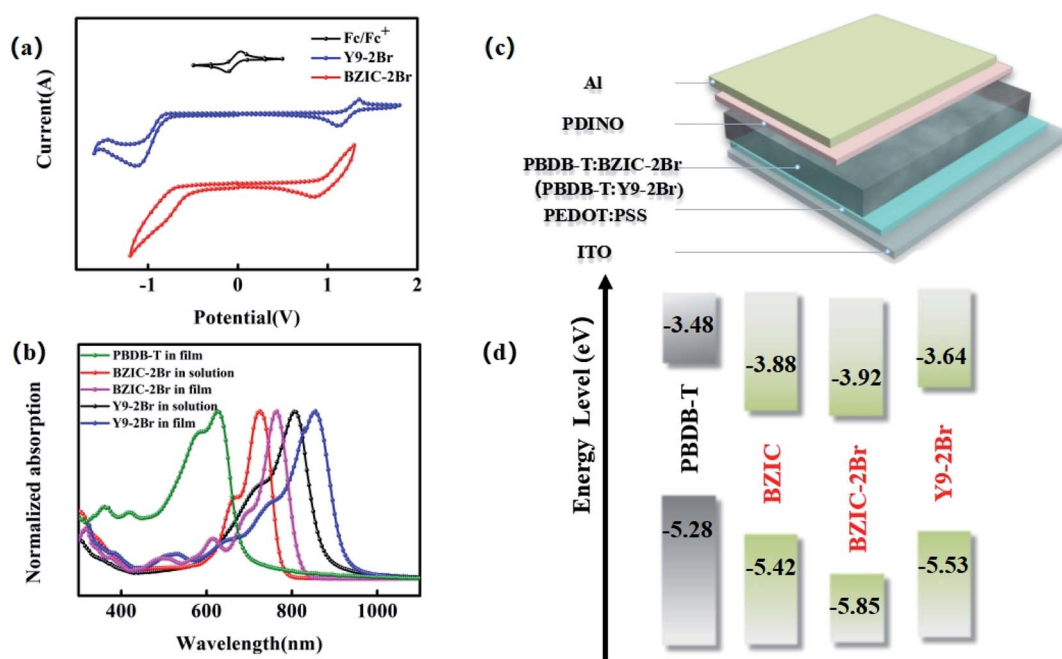 (a)
Fc/Fc+
Y9-2Br
BZIC-2Br
Current(A)
-1
0
1
2
Potential(V)
(b)
PBDB-T in film
BZIC-2Br in solution
BZIC-2Br in film
Y9-2Br in solution
Y9-2Br in film
Normalized absorption
400
600
800
1000
Wavelength(nm)
(c)
Al
PDINO
PBDB-T:BZIC-2Br
(PBDB-T:Y9-2Br)
PEDOT:PSS
ITO
(d)
Energy Level (eV)
-3.48
PBDB-T
-5.28
-3.88
BZIC
-5.42
-3.92
BZIC-2Br
-5.85
-3.64
Y9-2Br
-5.53